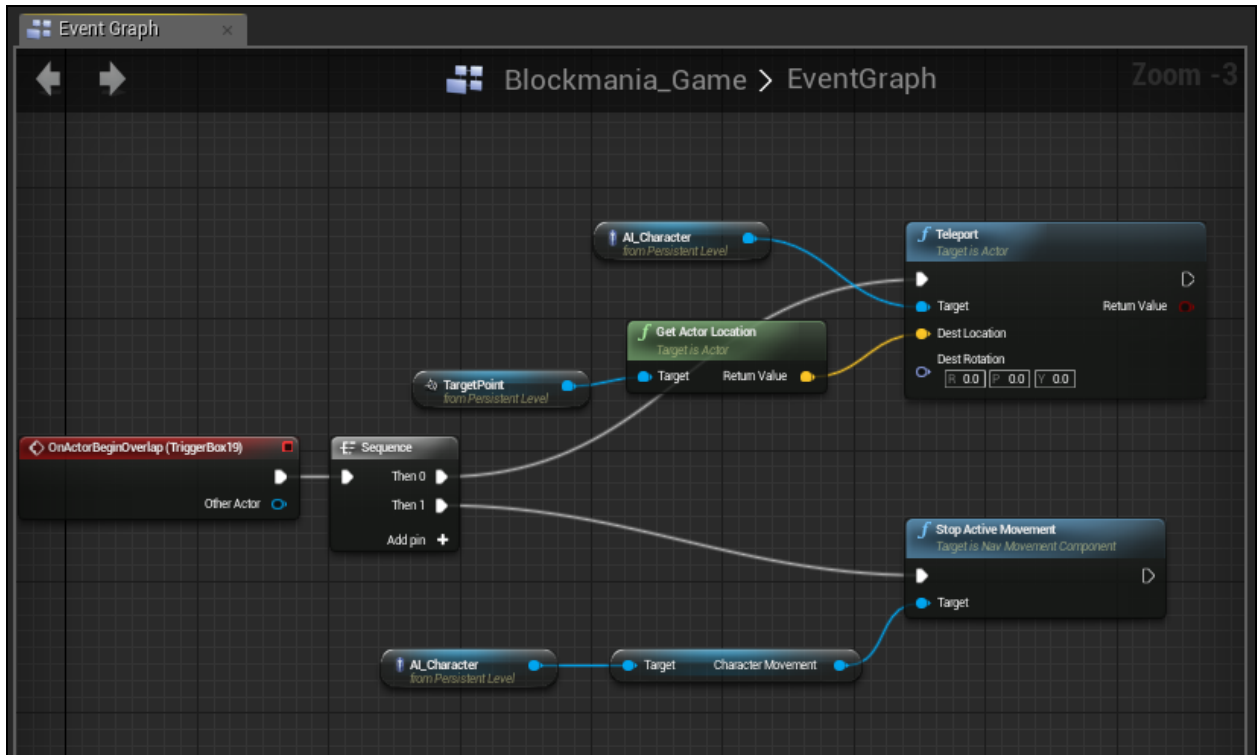 Event Graph
Blockmania_Game > EventGraph
Zoom -3
AI_Character
from Persistent Level
Teleport
Target is Actor
Target
Return Value
Dest Location
Dest Rotation
R 0.0 P 0.0 Y 0.0
Get Actor Location
Target is Actor
Target
Return Value
TargetPoint
from Persistent Level
OnActorBeginOverlap (TriggerBox19)
Other Actor
Sequence
Then 0
Then 1
Add pin +
Stop Active Movement
Target is Nav Movement Component
Target
AI_Character
from Persistent Level
Target
Character Movement